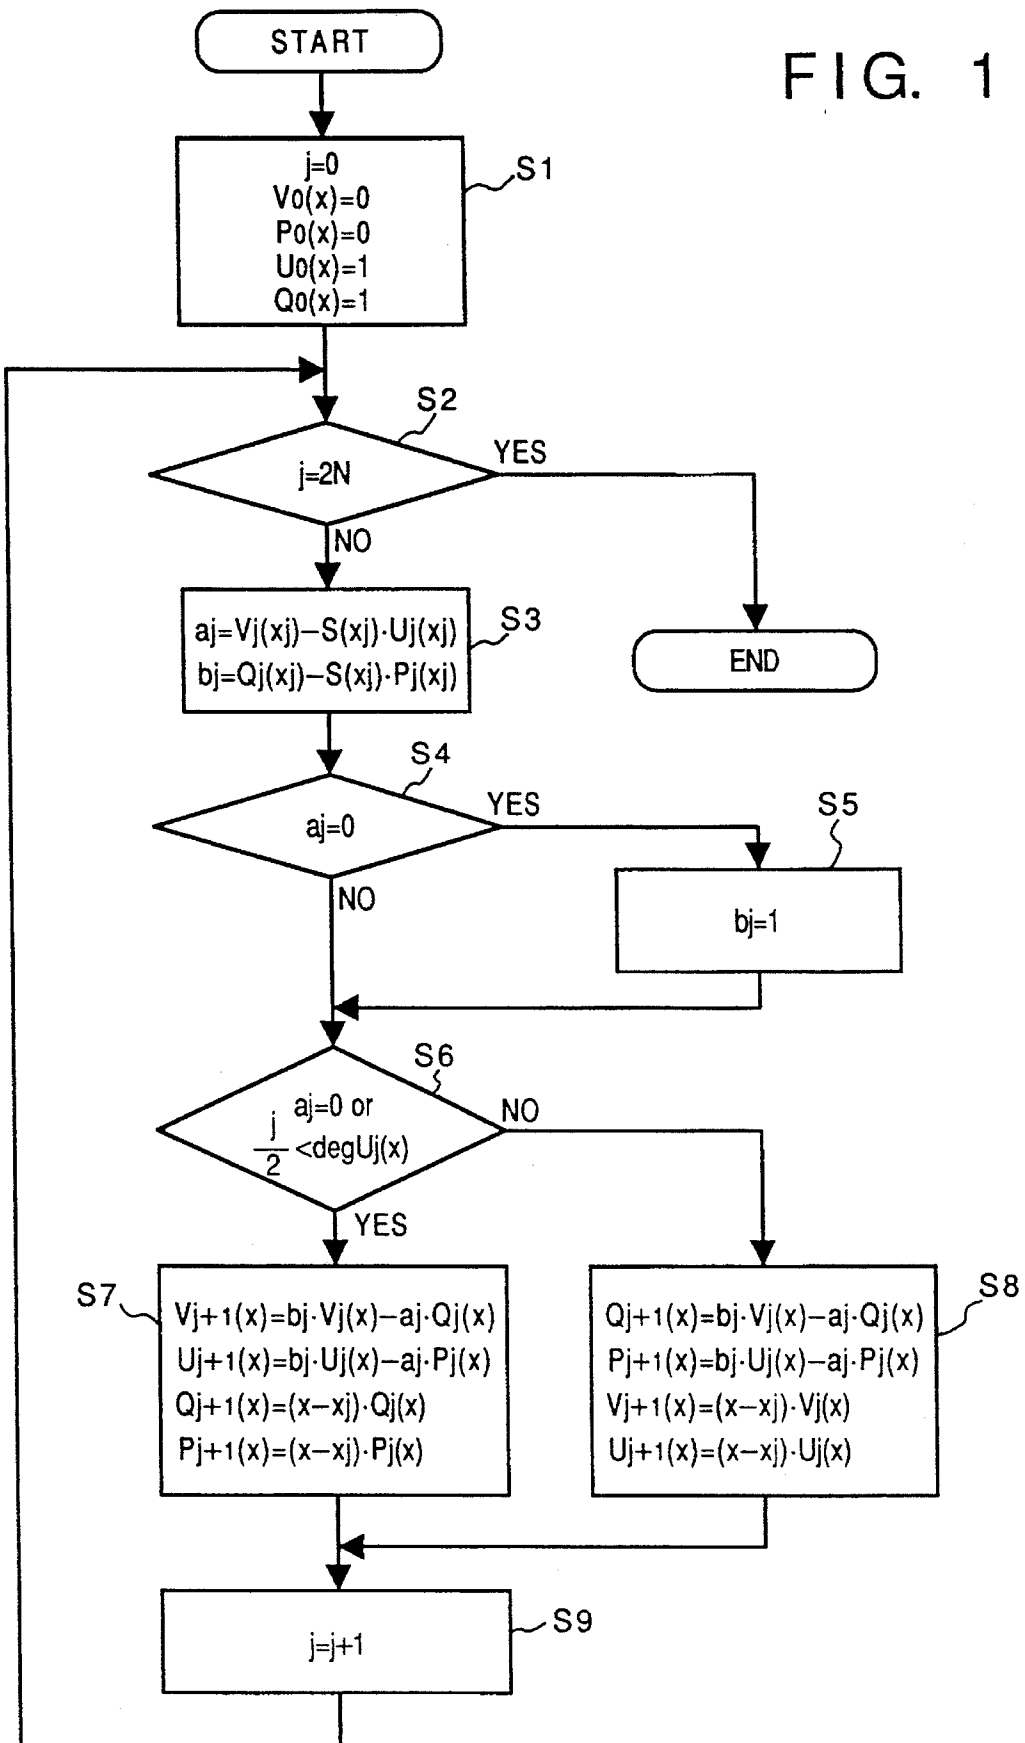 START
FIG. 1
j=0
V0(x)=0
P0(x)=0
U0(x)=1
Q0(x)=1
S1
S2
j=2N
YES
NO
aj=Vj(xj)−S(xj)·Uj(xj)
bj=Qj(xj)−S(xj)·Pj(xj)
S3
END
S4
aj=0
YES
NO
S5
bj=1
S6
aj=0 or
j/2 <degUj(x)
NO
YES
S7
Vj+1(x)=bj·Vj(x)−aj·Qj(x)
Uj+1(x)=bj·Uj(x)−aj·Pj(x)
Qj+1(x)=(x−xj)·Qj(x)
Pj+1(x)=(x−xj)·Pj(x)
S8
Qj+1(x)=bj·Vj(x)−aj·Qj(x)
Pj+1(x)=bj·Uj(x)−aj·Pj(x)
Vj+1(x)=(x−xj)·Vj(x)
Uj+1(x)=(x−xj)·Uj(x)
j=j+1
S9